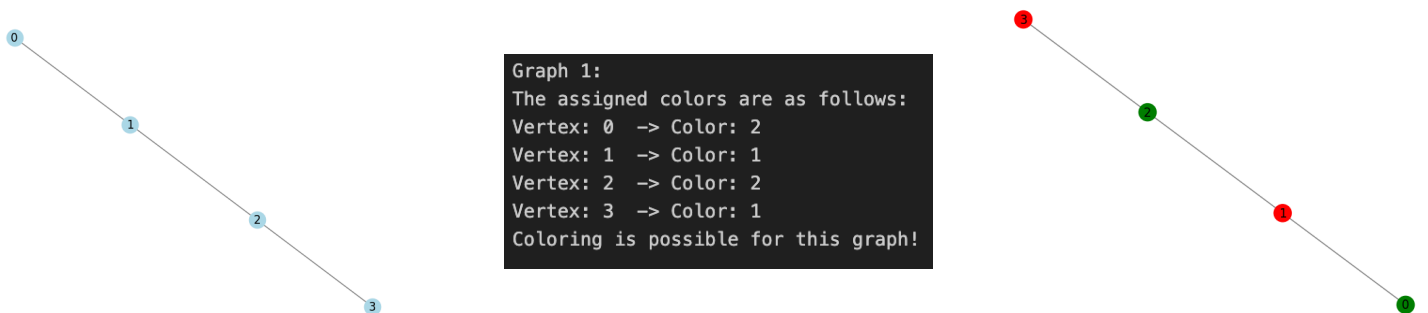 0
1
2
3
Graph 1:
The assigned colors are as follows:
Vertex: 0  -> Color: 2
Vertex: 1  -> Color: 1
Vertex: 2  -> Color: 2
Vertex: 3  -> Color: 1
Coloring is possible for this graph!
3
2
1
0